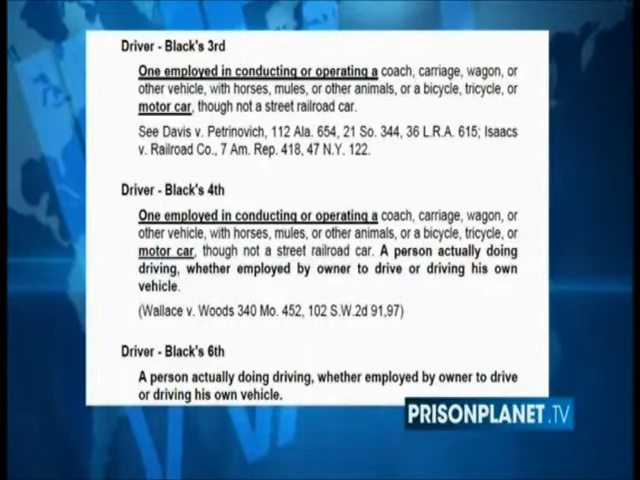 Driver - Black's 3rd
One employed in conducting or operating a coach, carriage, wagon, or
other vehicle, with horses, mules, or other animals, or a bicycle, tricycle, or
motor car, though not a street railroad car.
See Davis v. Petrinovich, 112 Ala. 654, 21 So. 344, 36 L.R.A. 615; Isaacs
v. Railroad Co., 7 Am. Rep. 418, 47 N.Y. 122.
Driver - Black's 4th
One employed in conducting or operating a coach, carriage, wagon, or
other vehicle, with horses, mules, or other animals, or a bicycle, tricycle, or
motor car, though not a street railroad car. A person actually doing
driving, whether employed by owner to drive or driving his own
vehicle.
(Wallace v. Woods 340 Mo. 452, 102 S.W.2d 91,97)
Driver - Black's 6th
A person actually doing driving, whether employed by owner to drive
or driving his own vehicle.
PRISONPLANET.TV